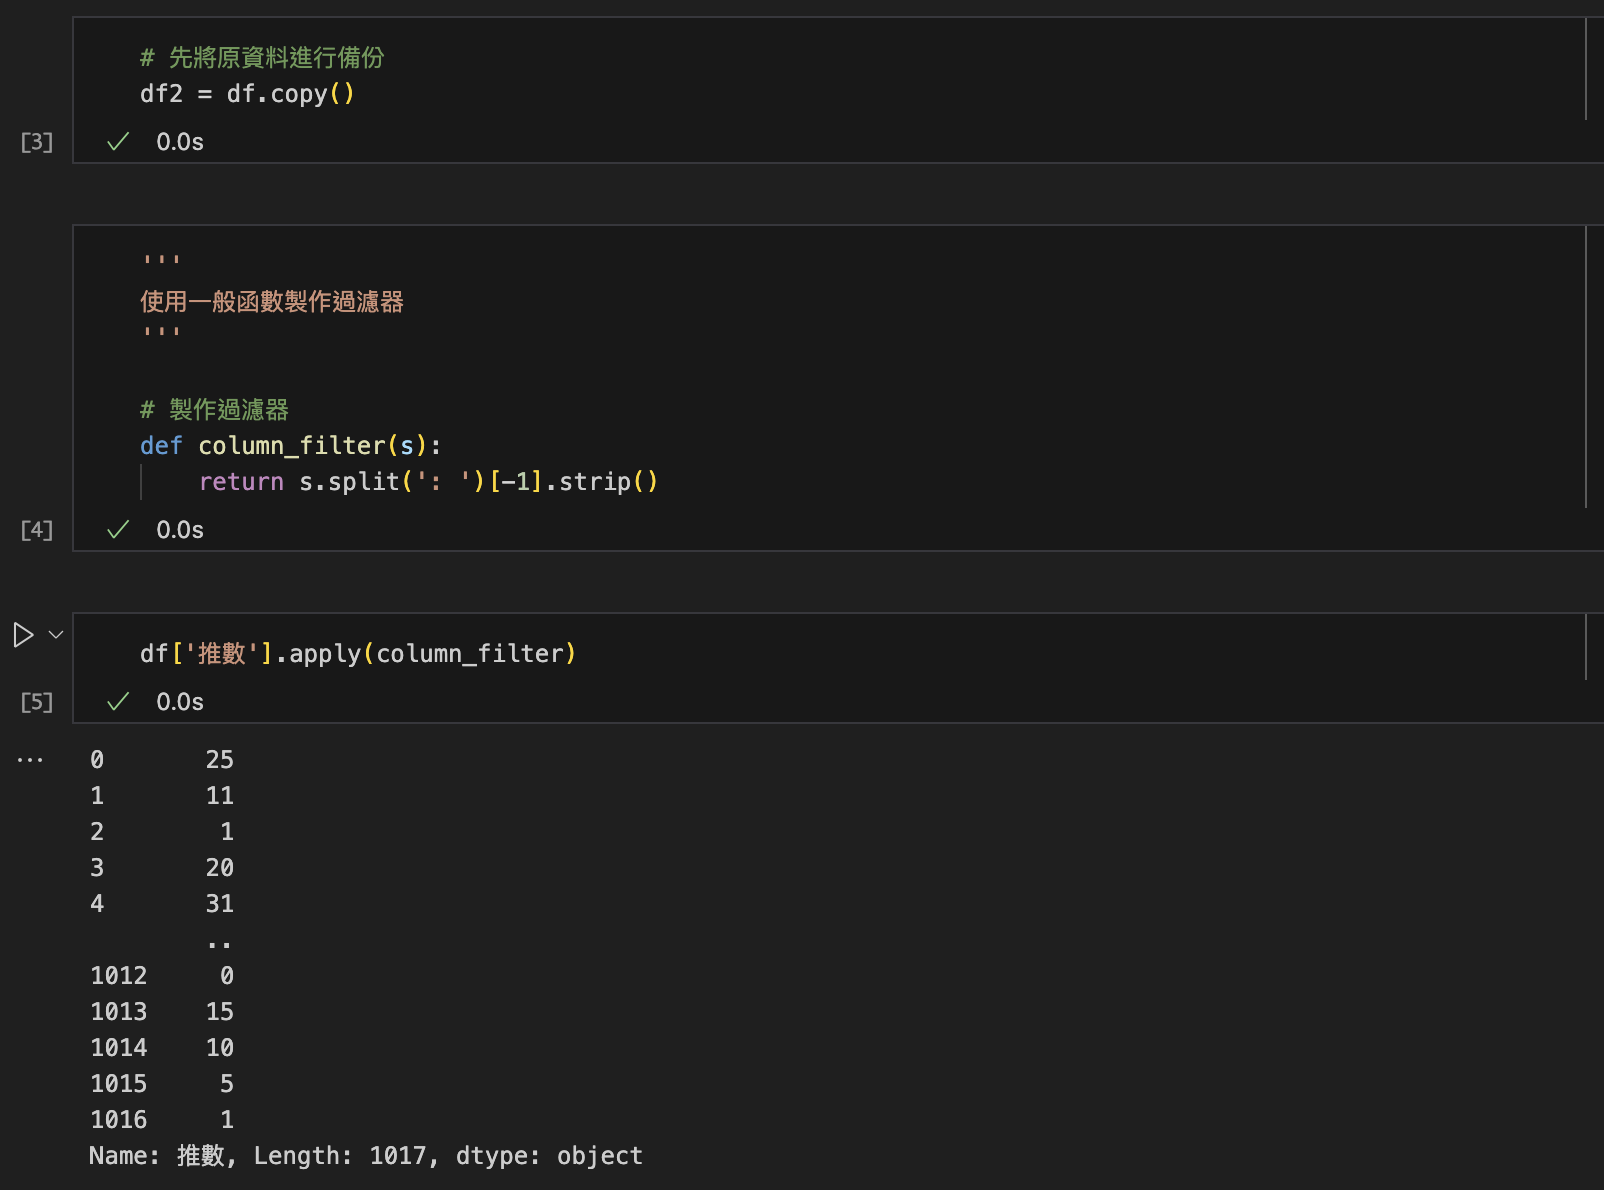 # 先將原資料進行備份
df2 = df.copy()
[3] 0.0s
'''
使用一般函數製作過濾器
'''
# 製作過濾器
def column_filter(s):
    return s.split(': ')[-1].strip()
[4] 0.0s
df['推數'].apply(column_filter)
[5] 0.0s
0       25
1       11
2        1
3       20
4       31
        ..
1012     0
1013    15
1014    10
1015     5
1016     1
Name: 推數, Length: 1017, dtype: object